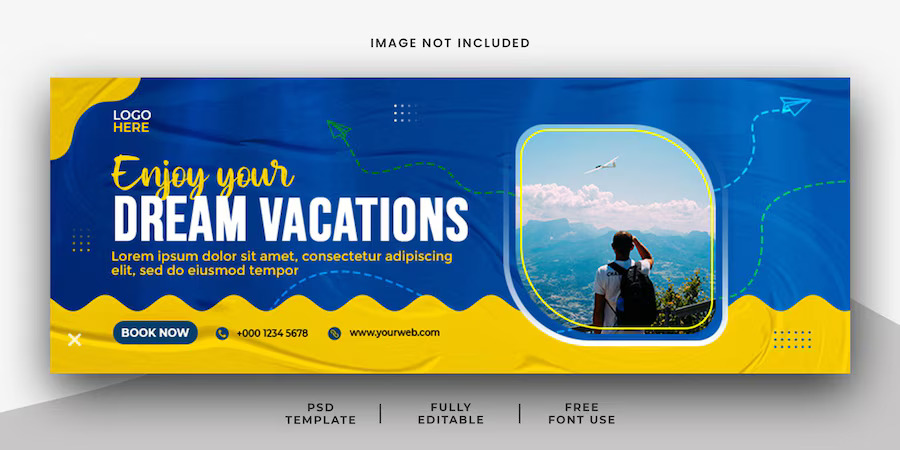 IMAGE NOT INCLUDED
LOGO
HERE
Enjoy your
DREAM VACATIONS
Lorem ipsum dolor sit amet, consectetur adipiscing
elit, sed do eiusmod tempor
BOOK NOW
+000 1234 5678
www.yourweb.com
PSD
TEMPLATE
FULLY
EDITABLE
FREE
FONT USE